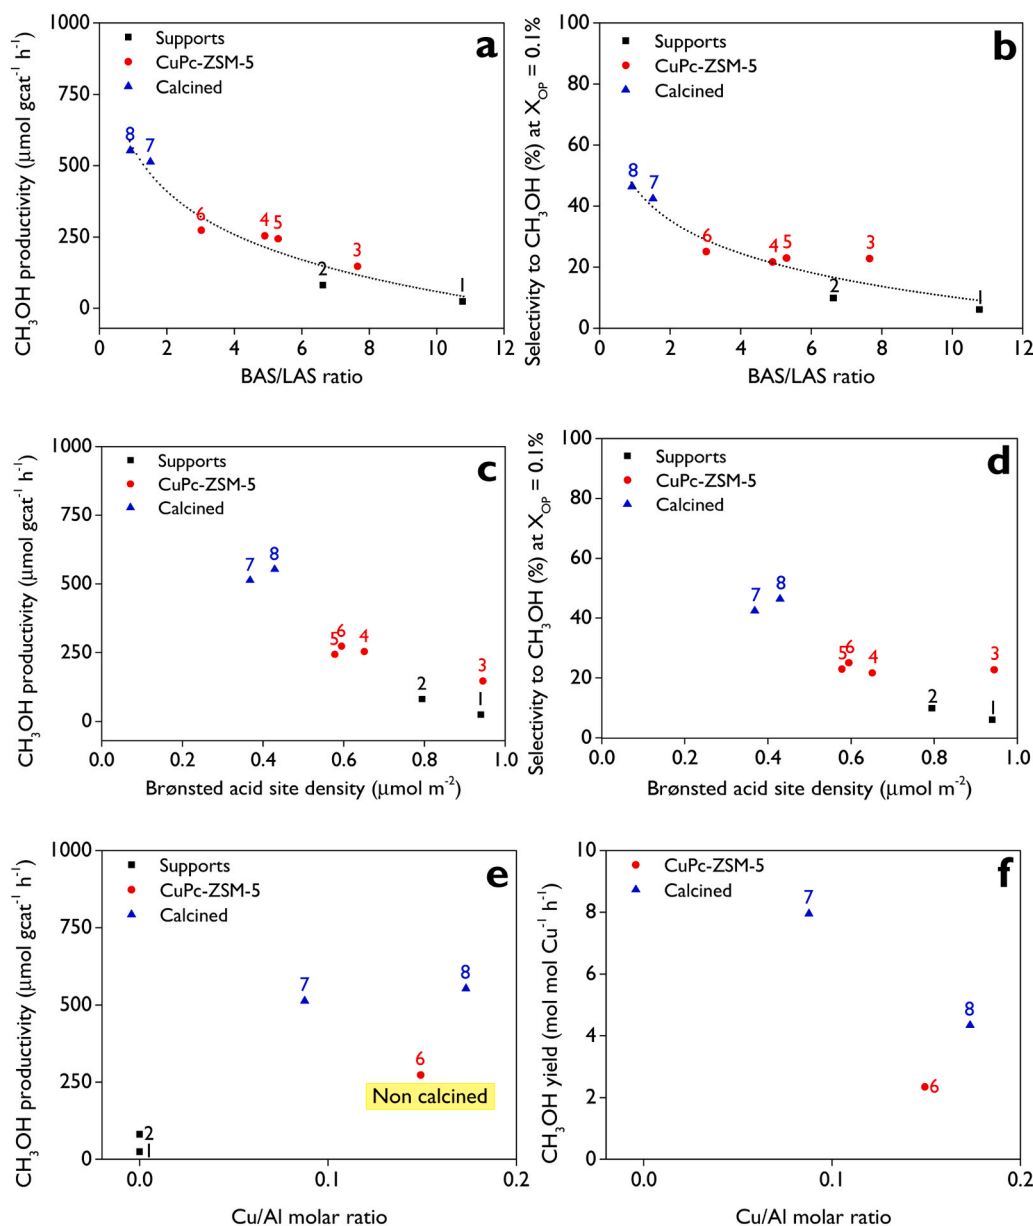 CH₃OH productivity (μmol gcat⁻¹ h⁻¹)
1000
750
500
250
0
Supports
CuPc-ZSM-5
Calcined
a
8
7
6
4
5
3
2
1
0
2
4
6
8
10
12
BAS/LAS ratio
Selectivity to CH₃OH (%) at X_OP = 0.1%
100
80
60
40
20
0
Supports
CuPc-ZSM-5
Calcined
b
8
7
6
4
5
3
2
1
0
2
4
6
8
10
12
BAS/LAS ratio
CH₃OH productivity (μmol gcat⁻¹ h⁻¹)
1000
750
500
250
0
Supports
CuPc-ZSM-5
Calcined
c
7
8
5
6
4
3
2
1
0.0
0.2
0.4
0.6
0.8
1.0
Brønsted acid site density (μmol m⁻²)
Selectivity to CH₃OH (%) at X_OP = 0.1%
100
80
60
40
20
0
Supports
CuPc-ZSM-5
Calcined
d
7
8
5
6
4
3
2
1
0.0
0.2
0.4
0.6
0.8
1.0
Brønsted acid site density (μmol m⁻²)
CH₃OH productivity (μmol gcat⁻¹ h⁻¹)
1000
750
500
250
0
Supports
CuPc-ZSM-5
Calcined
e
7
8
6
Non calcined
2
1
0.0
0.1
0.2
Cu/Al molar ratio
CH₃OH yield (mol mol Cu⁻¹ h⁻¹)
10
8
6
4
2
0
CuPc-ZSM-5
Calcined
f
7
8
6
0.0
0.1
0.2
Cu/Al molar ratio